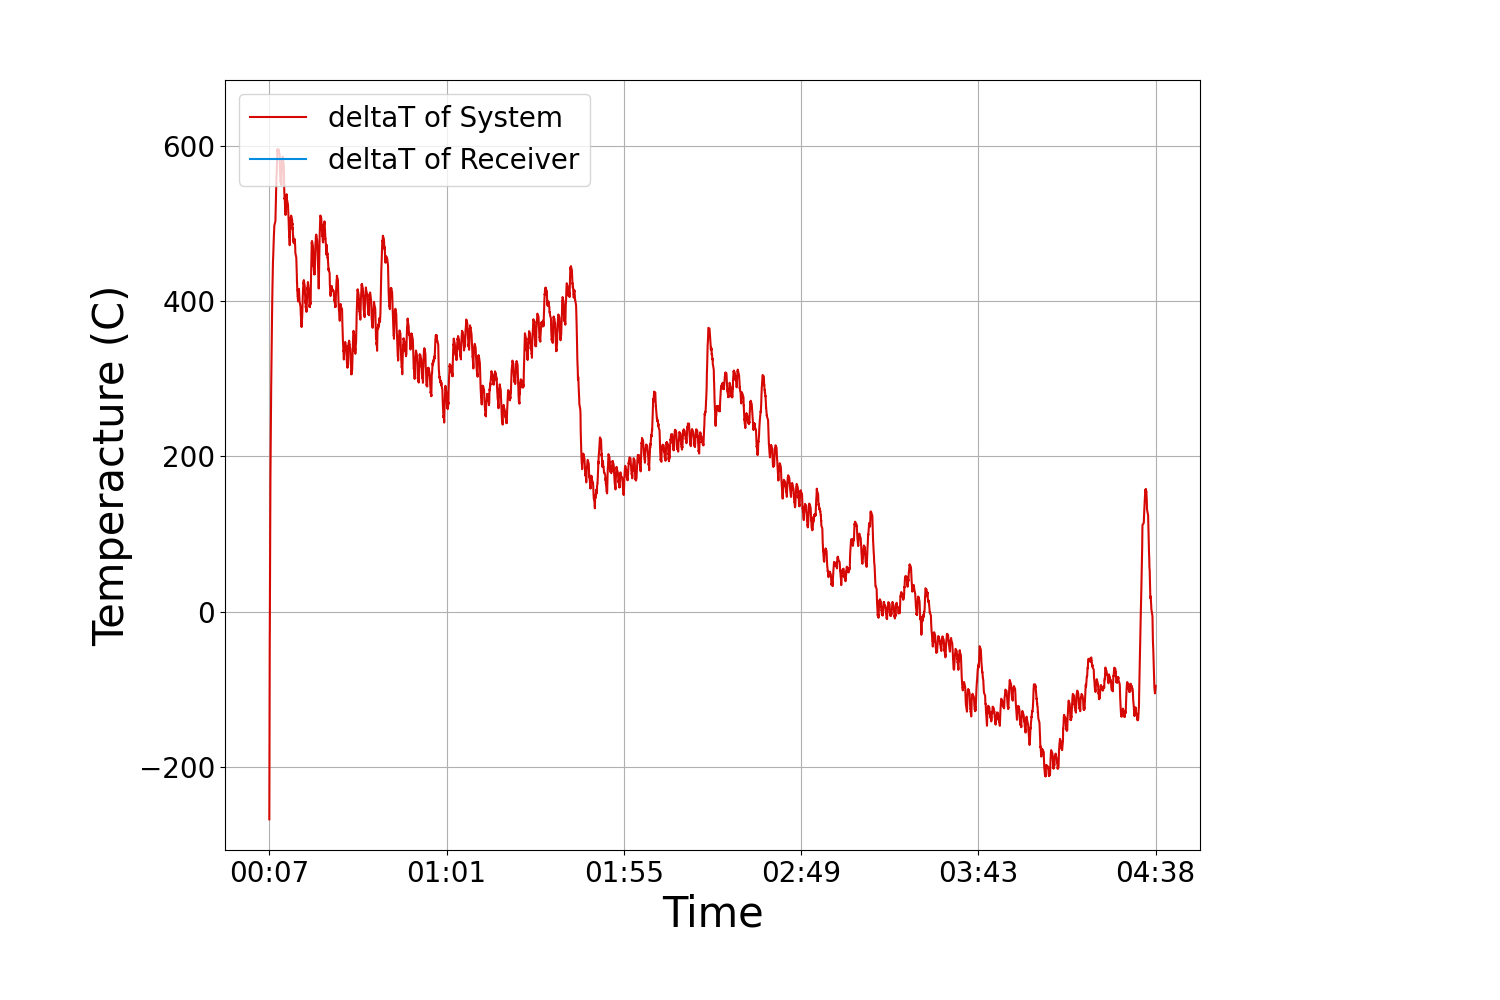 deltaT of System
deltaT of Receiver
600
400
200
0
−200
Temperacture (C)
00:07 01:01 01:55 02:49 03:43 04:38
Time